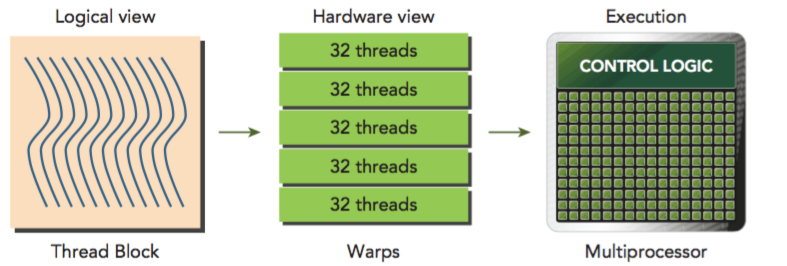 Logical view
Hardware view
Execution
32 threads
32 threads
32 threads
32 threads
32 threads
CONTROL LOGIC
Thread Block
Warps
Multiprocessor